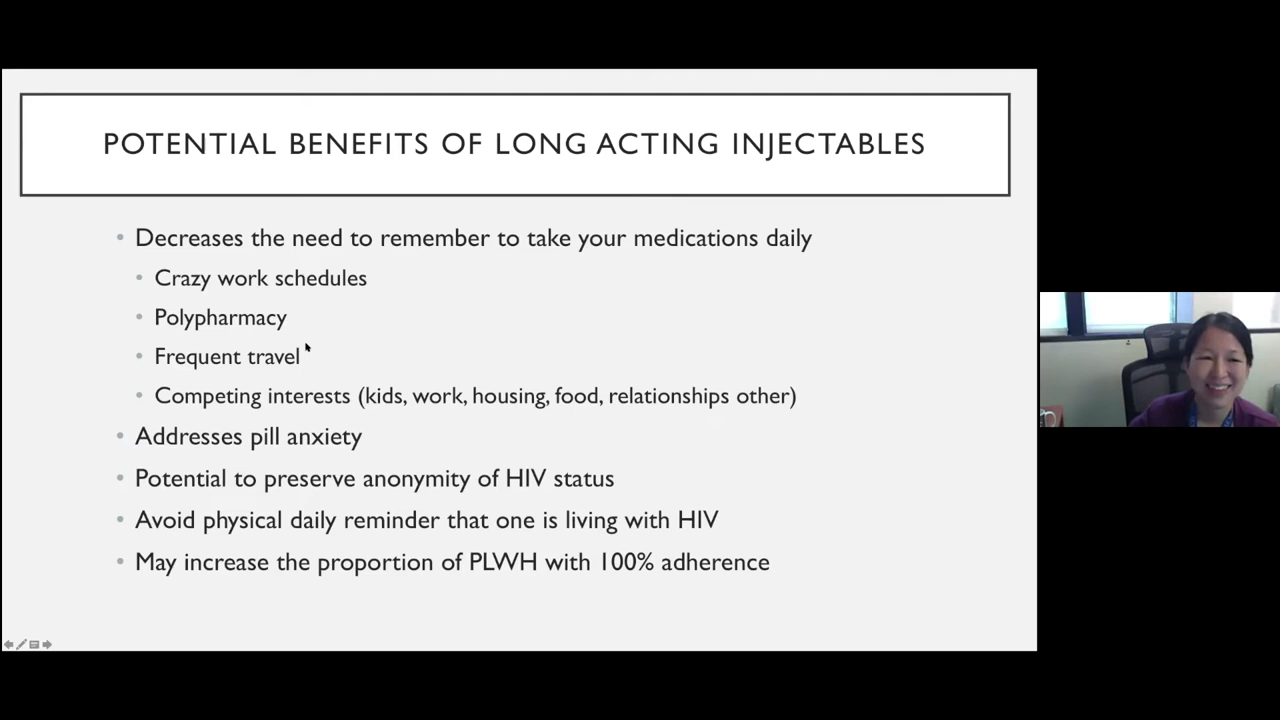 POTENTIAL BENEFITS OF LONG ACTING INJECTABLES
• Decreases the need to remember to take your medications daily
• Crazy work schedules
• Polypharmacy
• Frequent travel
• Competing interests (kids, work, housing, food, relationships other)
• Addresses pill anxiety
• Potential to preserve anonymity of HIV status
• Avoid physical daily reminder that one is living with HIV
• May increase the proportion of PLWH with 100% adherence